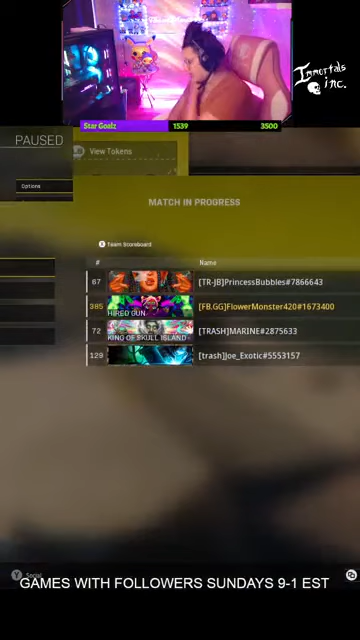 Immortals
inc.
Star Goalz 1539 3500
PAUSED
View Tokens
Options
MATCH IN PROGRESS
X Team Scoreboard
# Name
67 [TR-JB]PrincessBubbles#7866643
385 HIRED GUN [FB.GG]FlowerMonster420#1673400
72 KING OF SKULL ISLAND [TRASH]MARINE#2875633
129 [trash]Joe_Exotic#5553157
Y Social
GAMES WITH FOLLOWERS SUNDAYS 9-1 EST